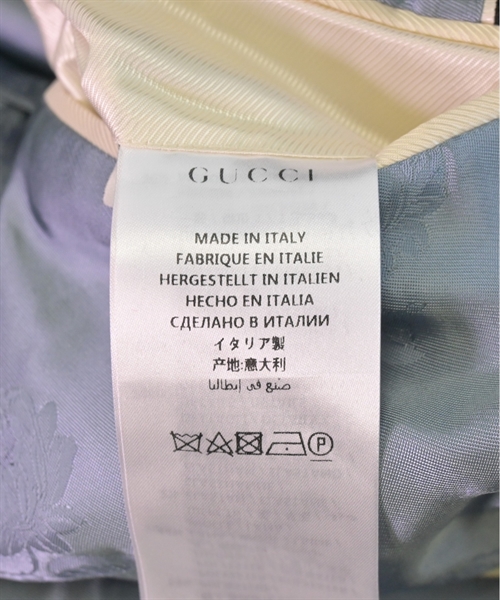 GUCCI
MADE IN ITALY
FABRIQUE EN ITALIE
HERGESTELLT IN ITALIEN
HECHO EN ITALIA
СДЕЛАНО В ИТАЛИИ
イタリア製
产地:意大利
صنع في إيطاليا
P